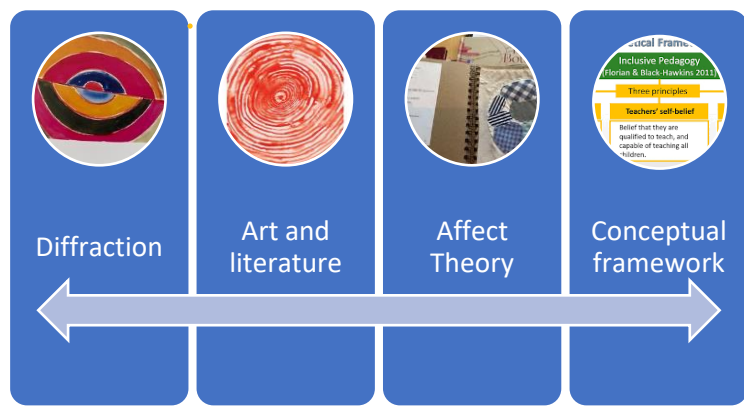 Diffraction
Art and
literature
Affect
Theory
Conceptual
framework
Inclusive Pedagogy
(Florian & Black-Hawkins 2011)
Three principles
Teachers' self-belief
Belief that they are
qualified to teach, and
capable of teaching all
children.